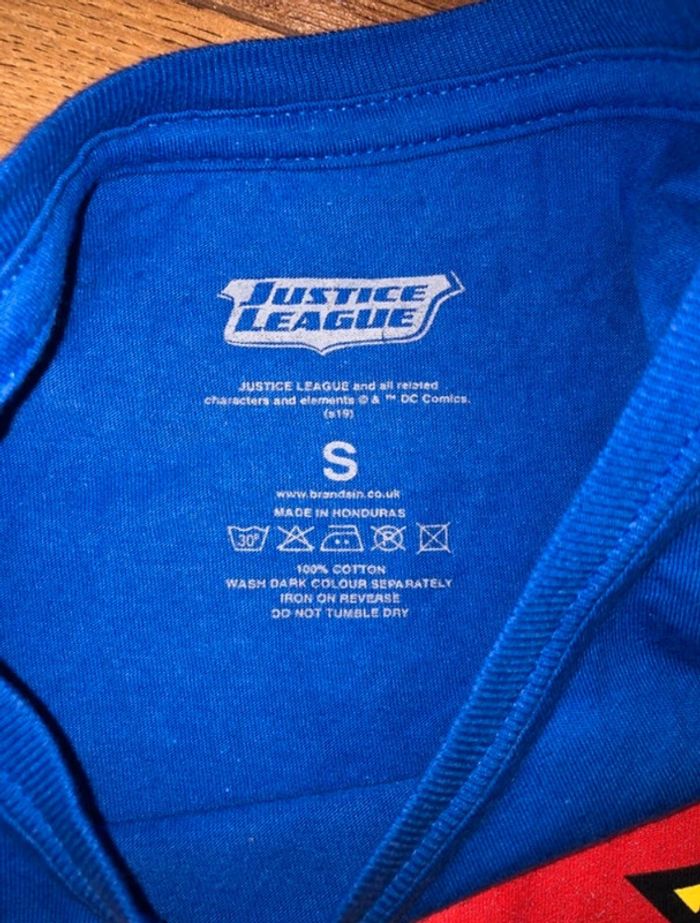 JUSTICE
LEAGUE
JUSTICE LEAGUE and all related
characters and elements © & ™ DC Comics.
(s19)
S
www.brandsin.co.uk
MADE IN HONDURAS
30°
100% COTTON
WASH DARK COLOUR SEPARATELY
IRON ON REVERSE
DO NOT TUMBLE DRY